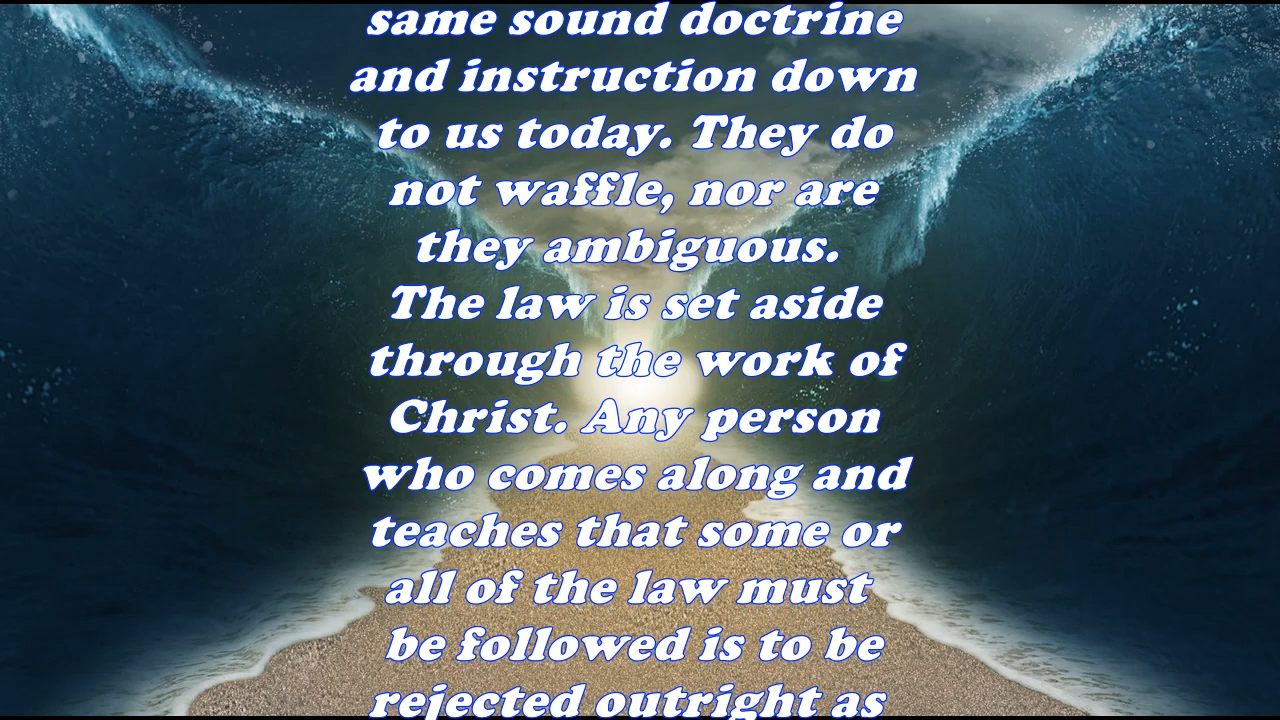 same sound doctrine
and instruction down
to us today. They do
not waffle, nor are
they ambiguous.
The law is set aside
through the work of
Christ. Any person
who comes along and
teaches that some or
all of the law must
be followed is to be
rejected outright as